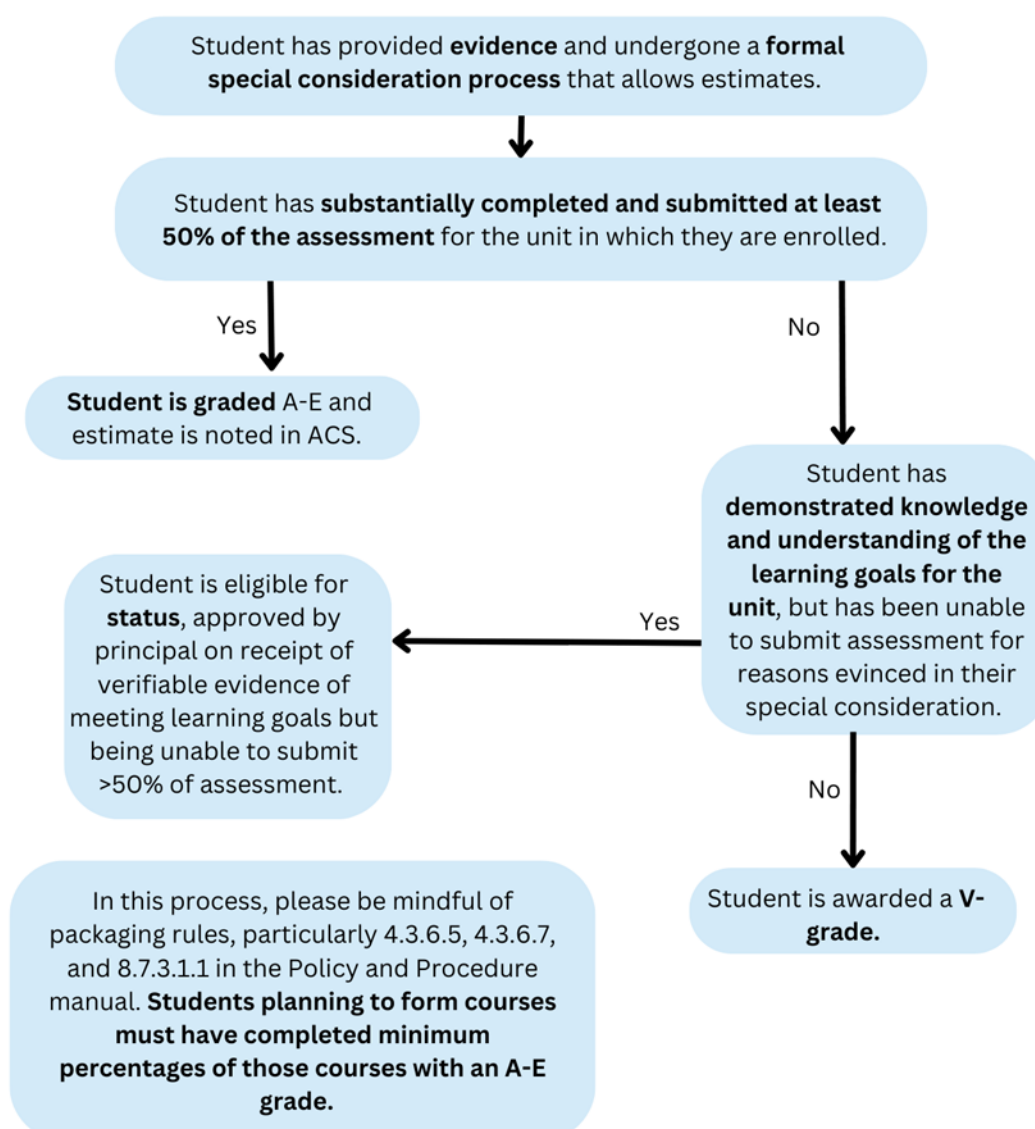 Student has provided evidence and undergone a formal
special consideration process that allows estimates.
Student has substantially completed and submitted at least
50% of the assessment for the unit in which they are enrolled.
Yes
No
Student is graded A-E and
estimate is noted in ACS.
Student has
demonstrated knowledge
and understanding of the
learning goals for the
unit, but has been unable
to submit assessment for
reasons evinced in their
special consideration.
Yes
Student is eligible for
status, approved by
principal on receipt of
verifiable evidence of
meeting learning goals but
being unable to submit
>50% of assessment.
No
Student is awarded a V-
grade.
In this process, please be mindful of
packaging rules, particularly 4.3.6.5, 4.3.6.7,
and 8.7.3.1.1 in the Policy and Procedure
manual. Students planning to form courses
must have completed minimum
percentages of those courses with an A-E
grade.